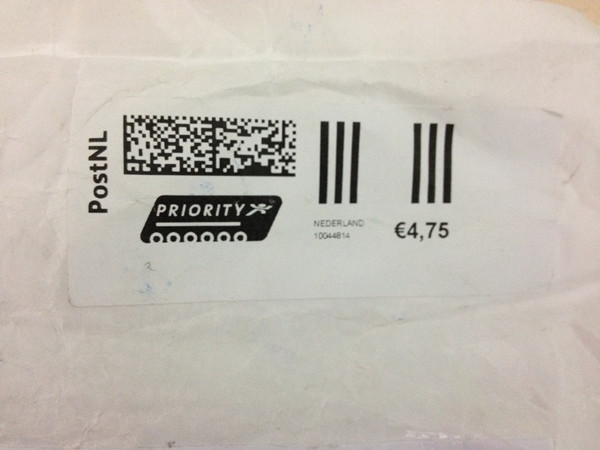 PostNL
PRIORITY
NEDERLAND
10044814
€4,75